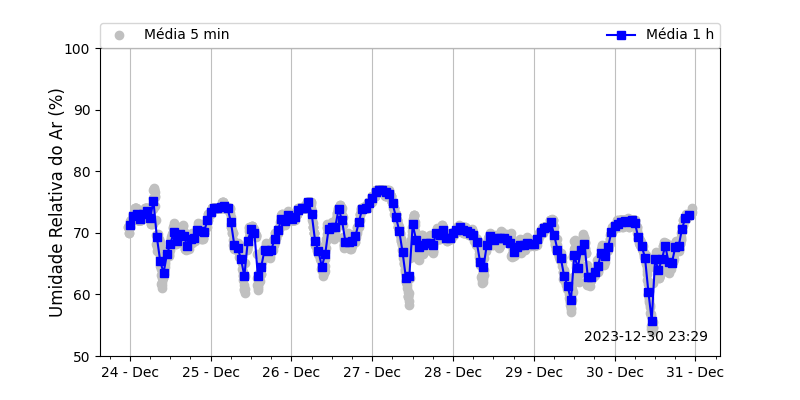 Média 5 min
Média 1 h
Umidade Relativa do Ar (%)
100
90
80
70
60
50
2023-12-30 23:29
24 - Dec
25 - Dec
26 - Dec
27 - Dec
28 - Dec
29 - Dec
30 - Dec
31 - Dec